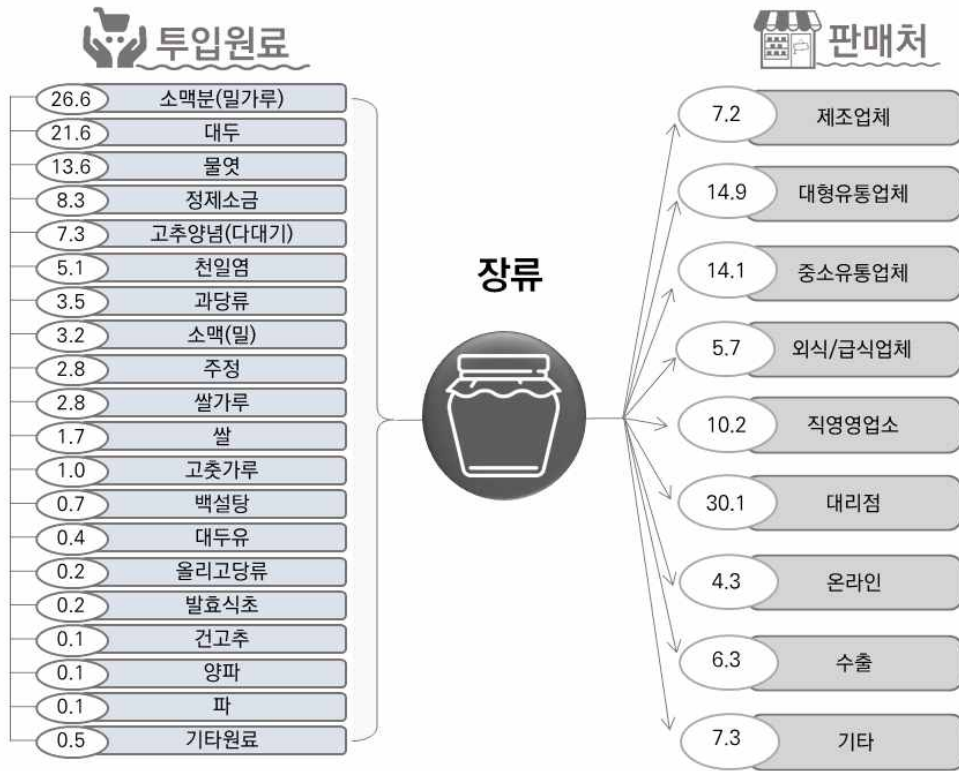 투입원료
26.6 소맥분(밀가루)
21.6 대두
13.6 물엿
8.3 정제소금
7.3 고추양념(다대기)
5.1 천일염
3.5 과당류
3.2 소맥(밀)
2.8 주정
2.8 쌀가루
1.7 쌀
1.0 고춧가루
0.7 백설탕
0.4 대두유
0.2 올리고당류
0.2 발효식초
0.1 건고추
0.1 양파
0.1 파
0.5 기타원료
장류
판매처
7.2 제조업체
14.9 대형유통업체
14.1 중소유통업체
5.7 외식/급식업체
10.2 직영영업소
30.1 대리점
4.3 온라인
6.3 수출
7.3 기타